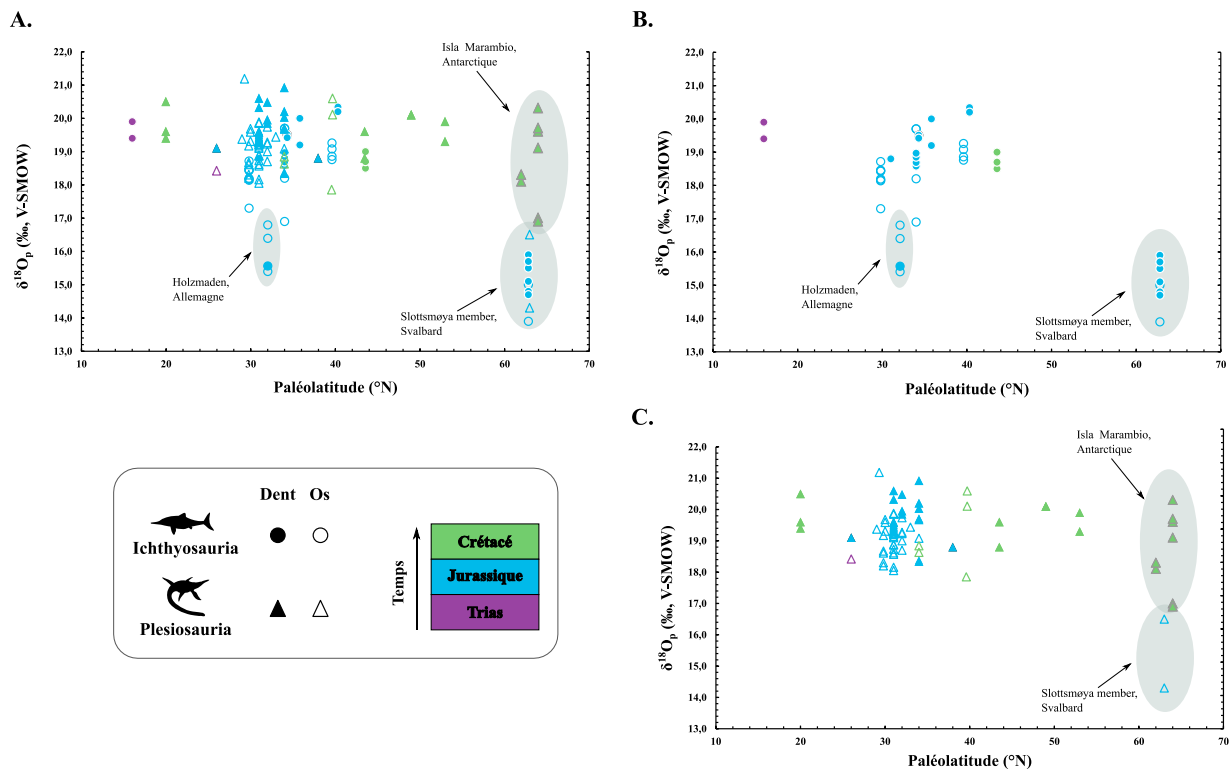 A.
22,0
21,0
20,0
19,0
18,0
17,0
16,0
15,0
14,0
13,0
δ¹⁸Oₚ (‰, V-SMOW)
10
20
30
40
50
60
70
Paléolatitude (°N)
Isla Marambio,
Antarctique
Holzmaden,
Allemagne
Slottsmøya member,
Svalbard
B.
22,0
21,0
20,0
19,0
18,0
17,0
16,0
15,0
14,0
13,0
δ¹⁸Oₚ (‰, V-SMOW)
10
20
30
40
50
60
70
Paléolatitude (°N)
Holzmaden,
Allemagne
Slottsmøya member,
Svalbard
Dent Os
Ichthyosauria
Plesiosauria
Temps
Crétacé
Jurassique
Trias
C.
22,0
21,0
20,0
19,0
18,0
17,0
16,0
15,0
14,0
13,0
δ¹⁸Oₚ (‰, V-SMOW)
10
20
30
40
50
60
70
Paléolatitude (°N)
Isla Marambio,
Antarctique
Slottsmøya member,
Svalbard